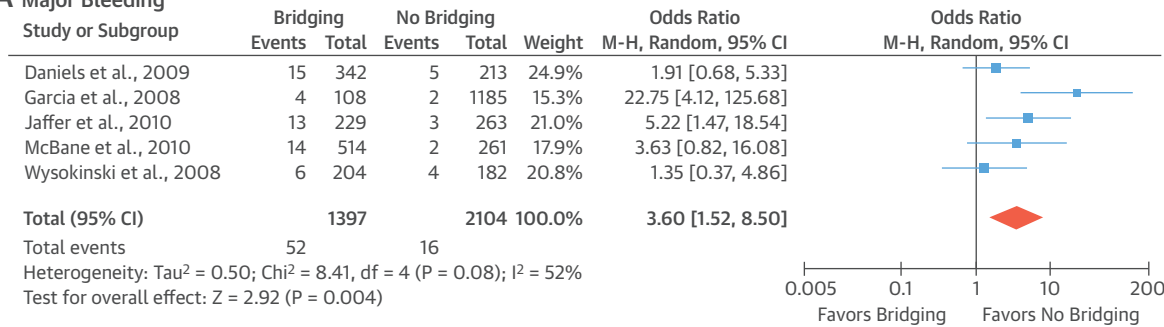 A Major Bleeding
Bridging No Bridging Odds Ratio Odds Ratio
Study or Subgroup Events Total Events Total Weight M-H, Random, 95% CI M-H, Random, 95% CI
Daniels et al., 2009 15 342 5 213 24.9% 1.91 [0.68, 5.33]
Garcia et al., 2008 4 108 2 1185 15.3% 22.75 [4.12, 125.68]
Jaffer et al., 2010 13 229 3 263 21.0% 5.22 [1.47, 18.54]
McBane et al., 2010 14 514 2 261 17.9% 3.63 [0.82, 16.08]
Wysokinski et al., 2008 6 204 4 182 20.8% 1.35 [0.37, 4.86]
Total (95% CI) 1397 2104 100.0% 3.60 [1.52, 8.50]
Total events 52 16
Heterogeneity: Tau² = 0.50; Chi² = 8.41, df = 4 (P = 0.08); I² = 52%
Test for overall effect: Z = 2.92 (P = 0.004)
0.005 0.1 1 10 200
Favors Bridging Favors No Bridging